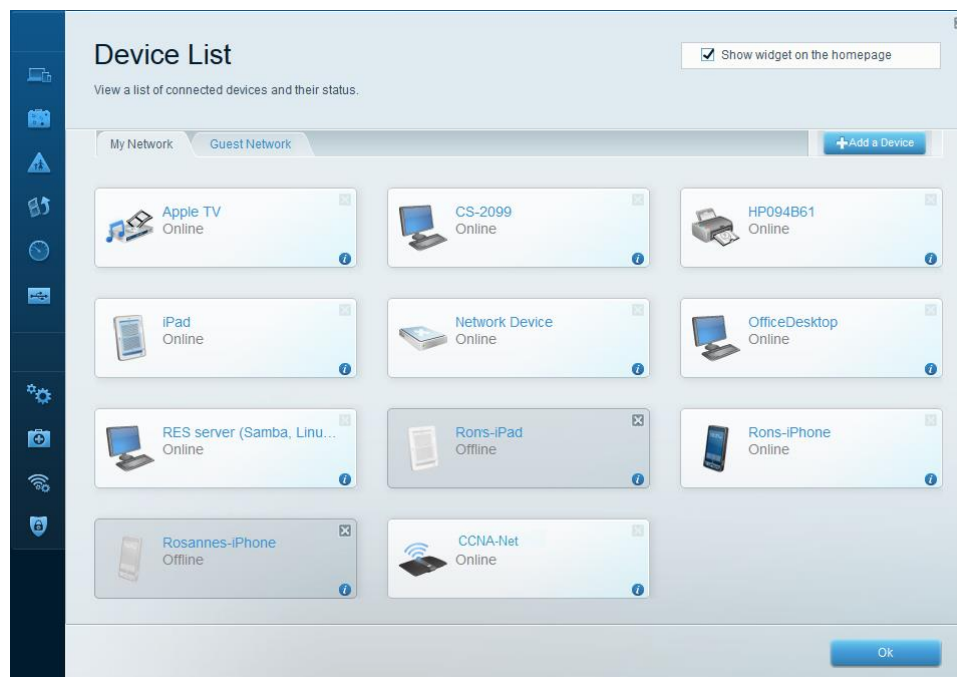 Device List
Show widget on the homepage
View a list of connected devices and their status.
My Network
Guest Network
Add a Device
Apple TV
Online
CS-2099
Online
HP094B61
Online
iPad
Online
Network Device
Online
OfficeDesktop
Online
RES server (Samba, Linu...
Online
Rons-iPad
Offline
Rons-iPhone
Online
Rosannes-iPhone
Offline
CCNA-Net
Online
Ok